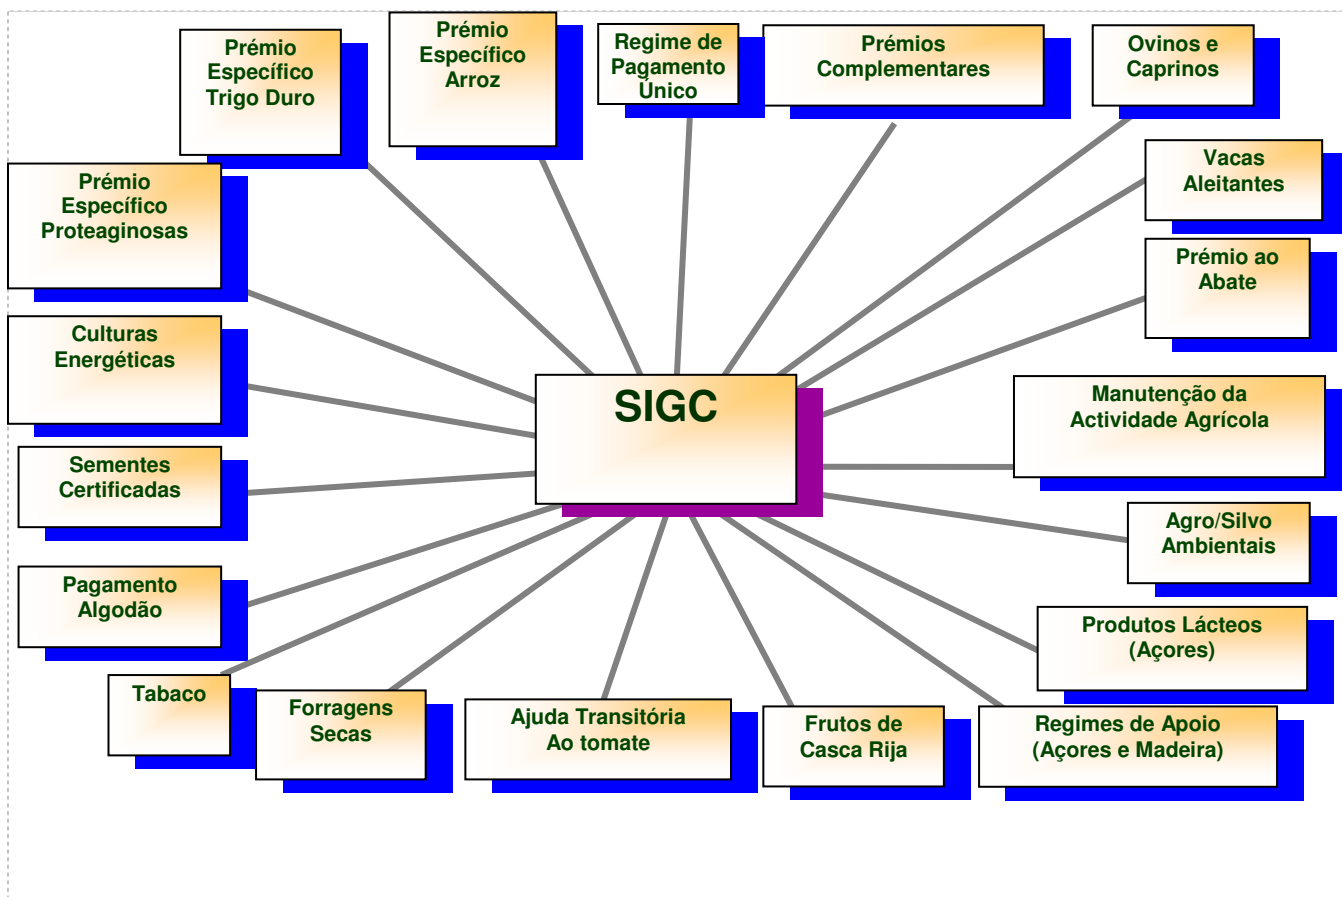 Prémio
Específico
Trigo Duro
Prémio
Específico
Arroz
Regime de
Pagamento
Único
Prémios
Complementares
Ovinos e
Caprinos
Vacas
Aleitantes
Prémio
Específico
Proteaginosas
Prémio ao
Abate
Culturas
Energéticas
SIGC
Manutenção da
Actividade Agrícola
Sementes
Certificadas
Agro/Silvo
Ambientais
Pagamento
Algodão
Produtos Lácteos
(Açores)
Tabaco
Forragens
Secas
Ajuda Transitória
Ao tomate
Frutos de
Casca Rija
Regimes de Apoio
(Açores e Madeira)